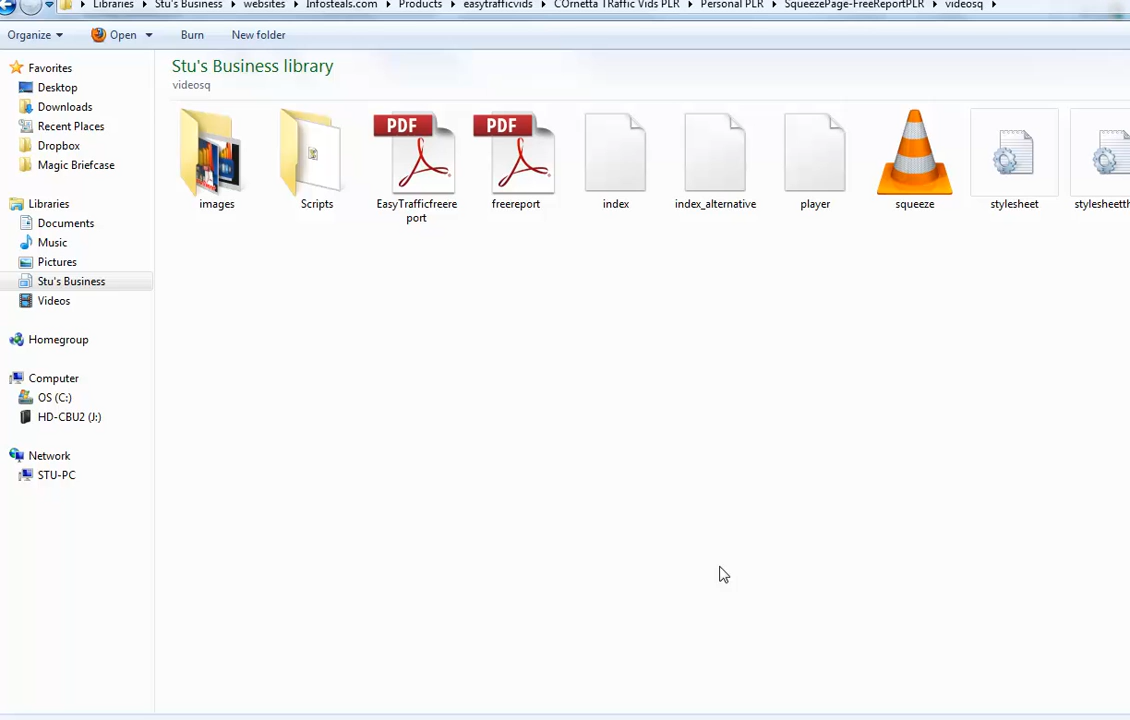 Libraries ▸ Stu's Business ▸ websites ▸ Infosteals.com ▸ Products ▸ easytrafficvids ▸ COrnetta TRaffic Vids PLR ▸ Personal PLR ▸ SqueezePage-FreeReportPLR ▸ videosq ▸
Organize Open Burn New folder
Favorites
Desktop
Downloads
Recent Places
Dropbox
Magic Briefcase
Libraries
Documents
Music
Pictures
Stu's Business
Videos
Homegroup
Computer
OS (C:)
HD-CBU2 (J:)
Network
STU-PC
Stu's Business library
videosq
PDF PDF
images Scripts EasyTrafficfreere freereport index index_alternative player squeeze stylesheet stylesheetth
port